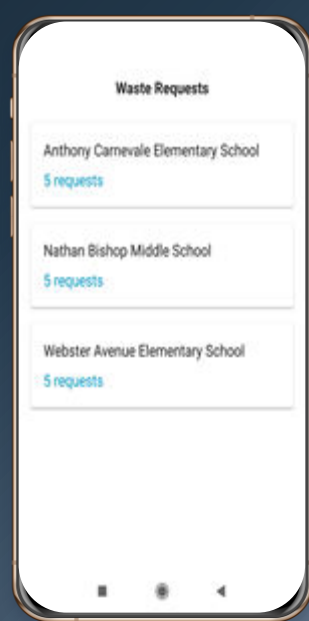 Waste Requests
Anthony Carnevale Elementary School
5 requests
Nathan Bishop Middle School
5 requests
Webster Avenue Elementary School
5 requests